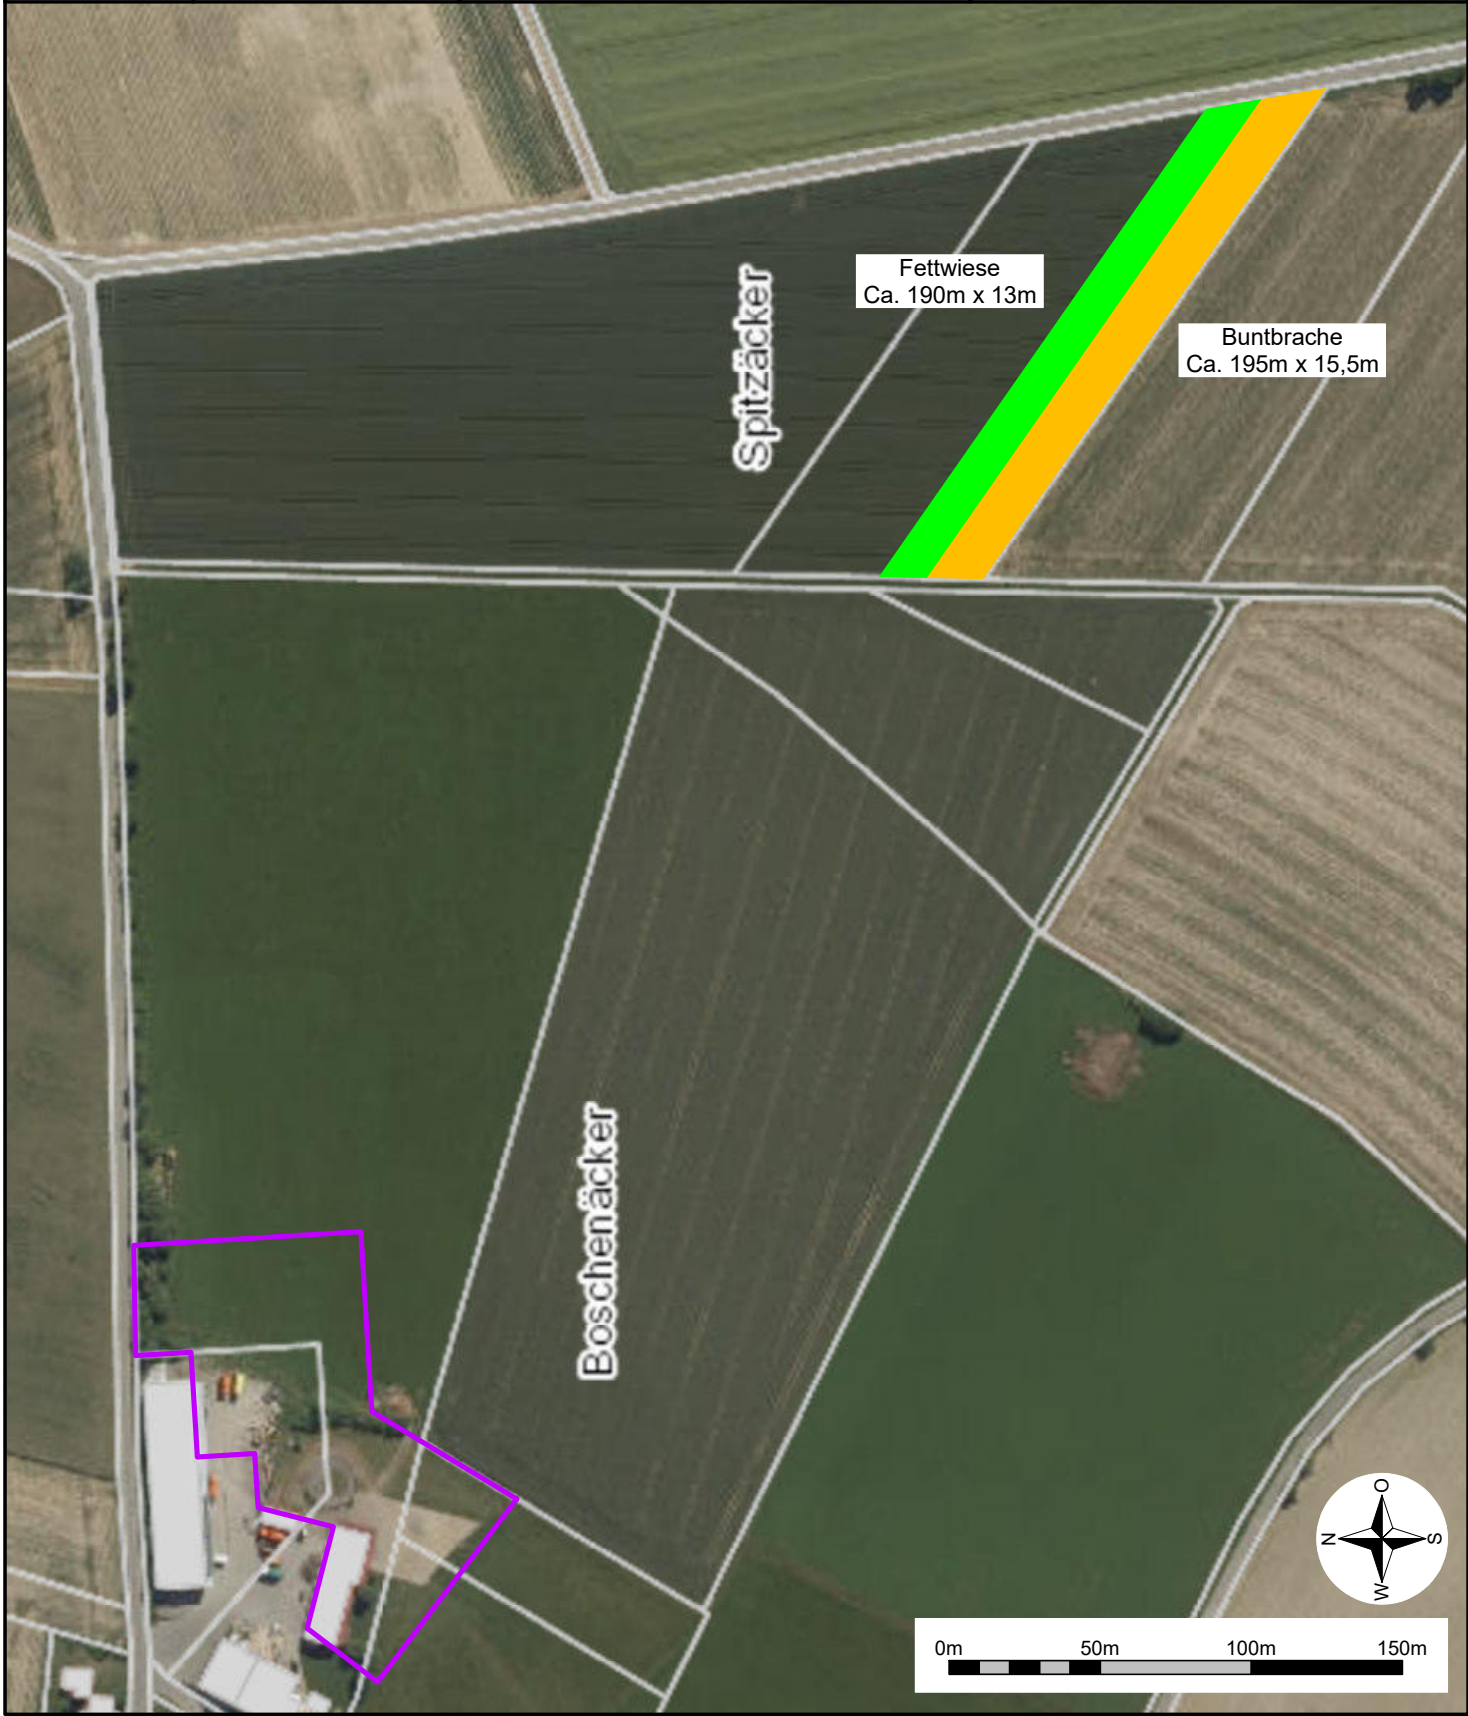 Fettwiese
Ca. 190m x 13m
Buntbrache
Ca. 195m x 15,5m
Spitzäcker
Boschenäcker
O
N
S
W
0m 50m 100m 150m